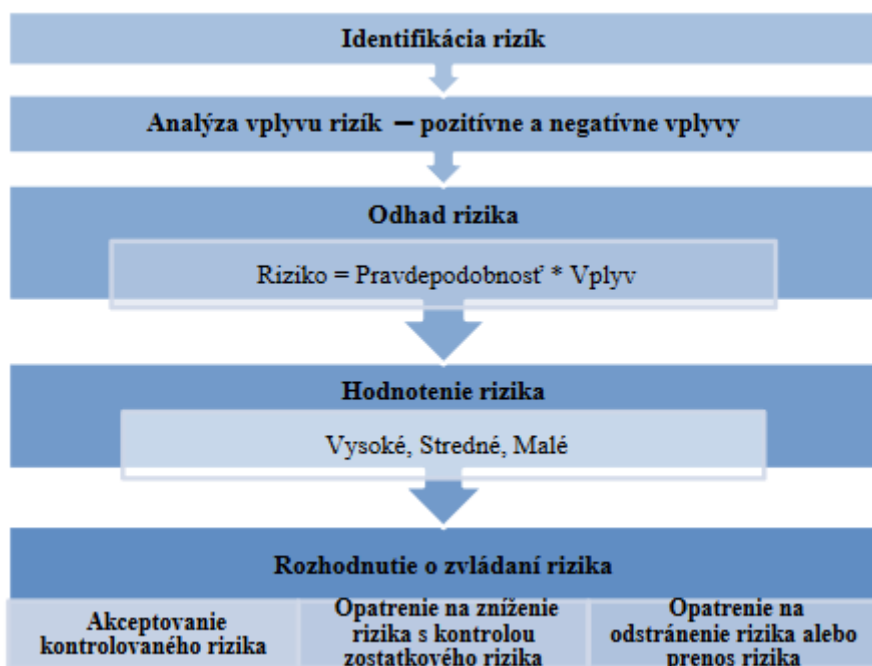 Identifikácia rizík
Analýza vplyvu rizík – pozitívne a negatívne vplyvy
Odhad rizika
Riziko = Pravdepodobnosť * Vplyv
Hodnotenie rizika
Vysoké, Stredné, Malé
Rozhodnutie o zvládaní rizika
Akceptovanie
kontrolovaného rizika
Opatrenie na zníženie
rizika s kontrolou
zostatkového rizika
Opatrenie na
odstránenie rizika alebo
prenos rizika